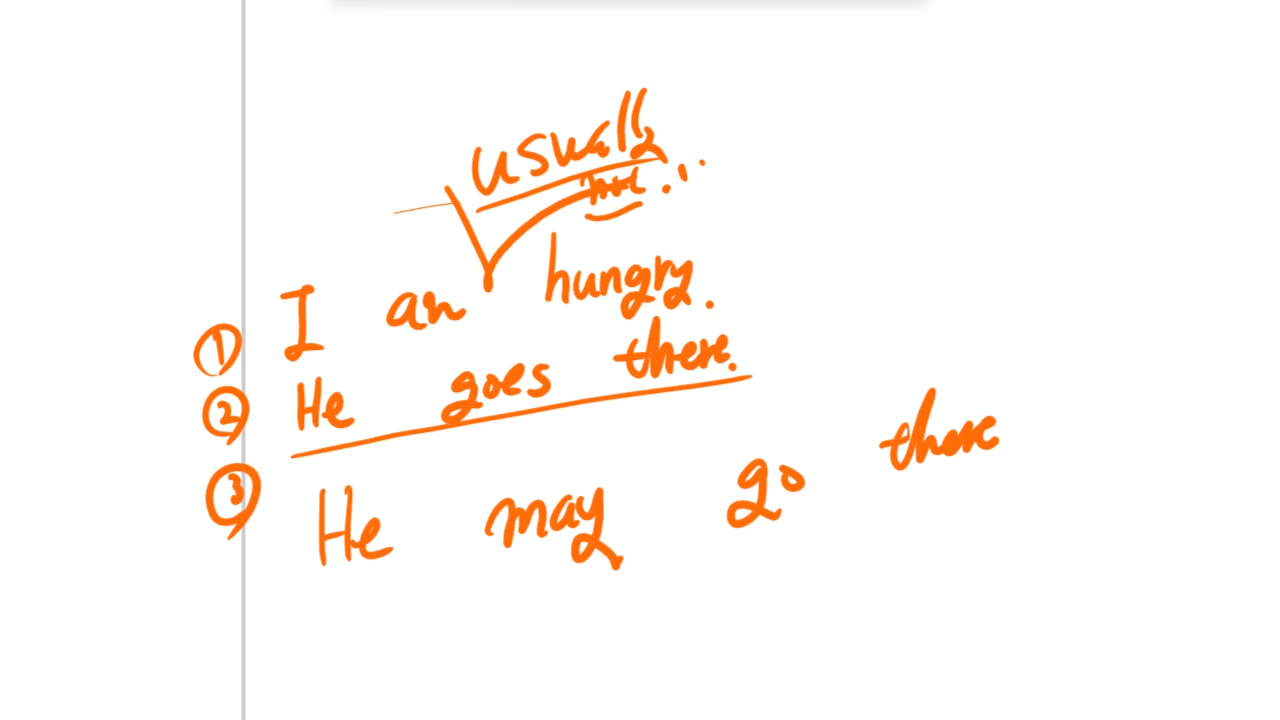 usually
not ...
I am hungry.
① He goes there.
②
③ He may go there